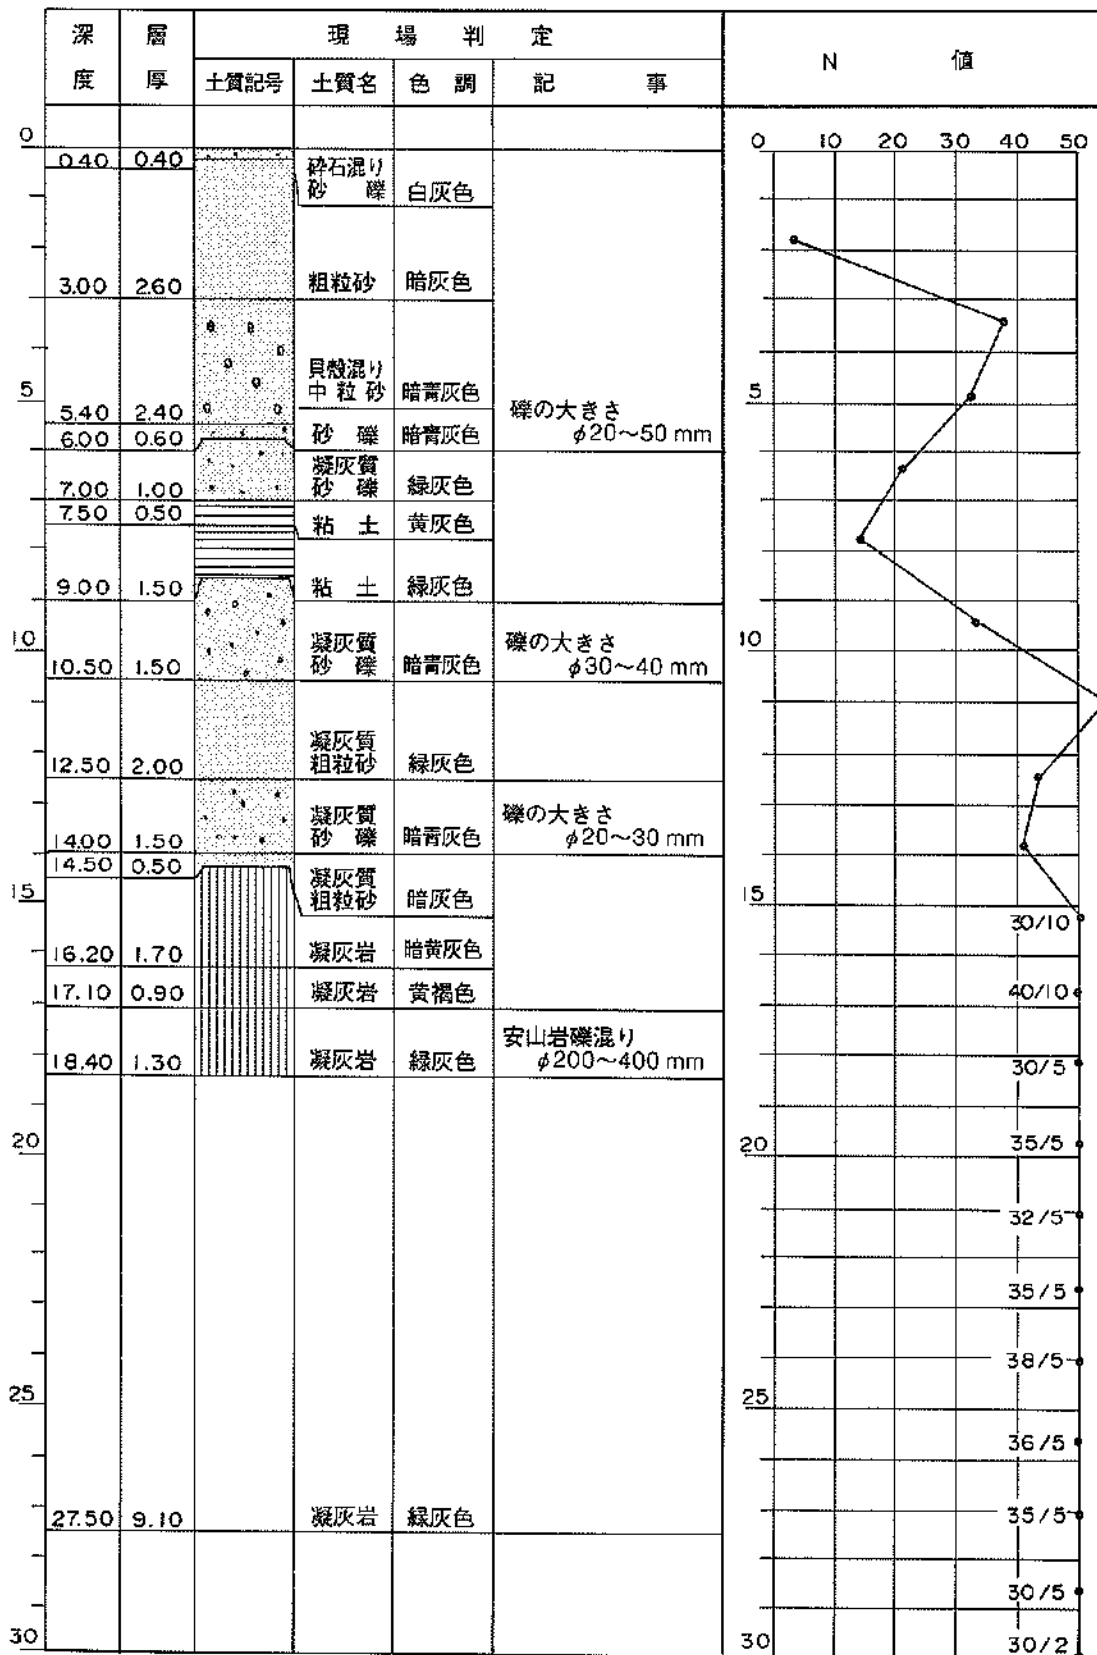 深度 層厚 現場判定 N値
土質記号 土質名 色調 記事
0 0 10 20 30 40 50
0.40 0.40 砕石混り
砂礫 白灰色
3.00 2.60 粗粒砂 暗灰色
貝殻混り
5 5.40 2.40 中粒砂 暗青灰色 礫の大きさ 5
6.00 0.60 砂礫 暗青灰色 φ20～50 mm
凝灰質
7.00 1.00 砂礫 緑灰色
7.50 0.50 粘土 黄灰色
9.00 1.50 粘土 緑灰色
10 凝灰質 礫の大きさ 10
10.50 1.50 砂礫 暗青灰色 φ30～40 mm
凝灰質
12.50 2.00 粗粒砂 緑灰色
凝灰質 礫の大きさ
14.00 1.50 砂礫 暗青灰色 φ20～30 mm
14.50 0.50 凝灰質
15 粗粒砂 暗灰色 15
30/10
16.20 1.70 凝灰岩 暗黄灰色
17.10 0.90 凝灰岩 黄褐色 40/10
安山岩礫混り
18.40 1.30 凝灰岩 緑灰色 φ200～400 mm 30/5
20 20 35/5
32/5
35/5
38/5
25 25
36/5
27.50 9.10 凝灰岩 緑灰色 35/5
30/5
30 30 30/2